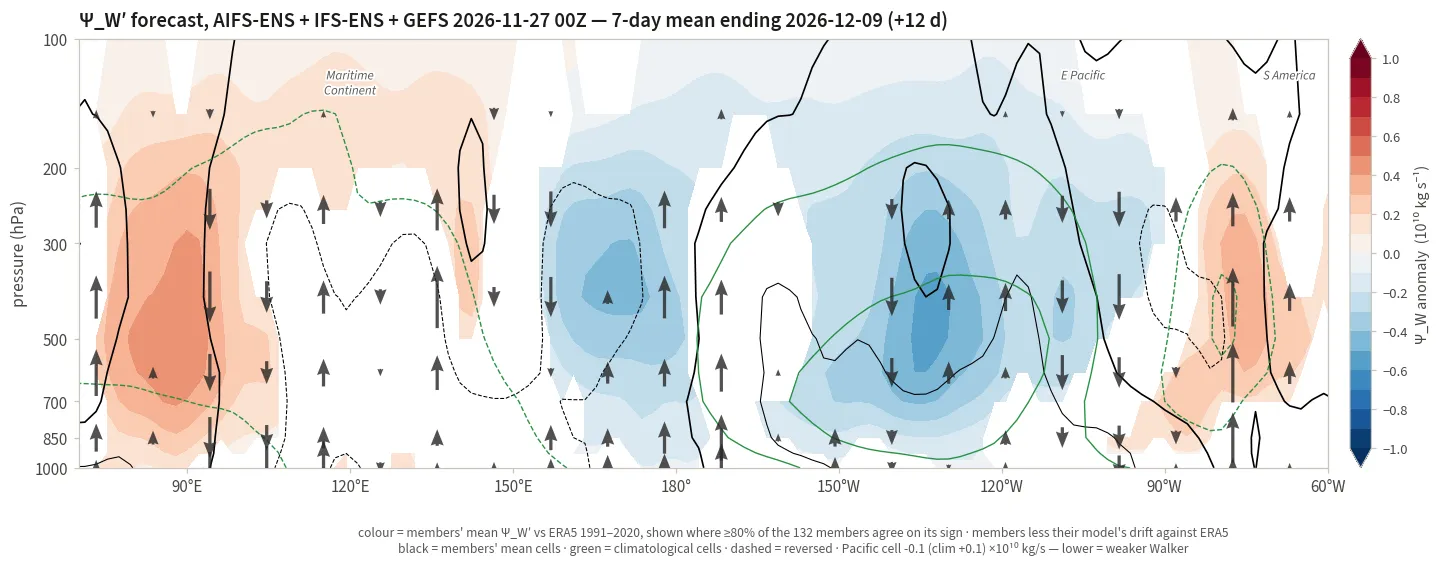 Ψ_W′ forecast, AIFS-ENS + IFS-ENS + GEFS 2026-11-27 00Z — 7-day mean ending 2026-12-09 (+12 d)
100
200
300
400
500
700
850
1000
pressure (hPa)
Maritime
Continent
E Pacific
S America
90°E
120°E
150°E
180°
150°W
120°W
90°W
60°W
1.0
0.8
0.6
0.4
0.2
0.0
−0.2
−0.4
−0.6
−0.8
−1.0
Ψ_W anomaly (10¹⁰ kg s⁻¹)
colour = members' mean Ψ_W′ vs ERA5 1991–2020, shown where ≥80% of the 132 members agree on its sign · members less their model's drift against ERA5
black = members' mean cells · green = climatological cells · dashed = reversed · Pacific cell -0.1 (clim +0.1) ×10¹⁰ kg/s — lower = weaker Walker